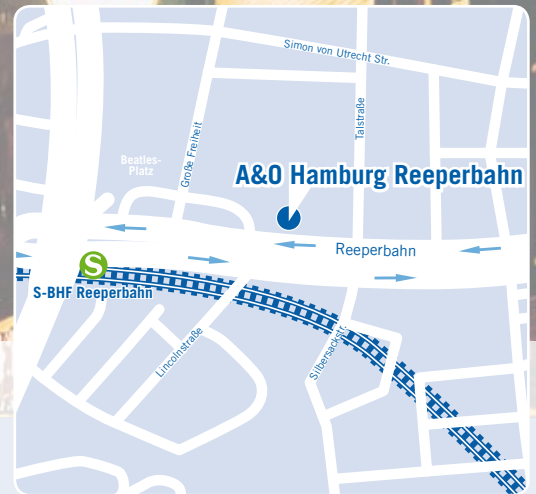 Simon von Utrecht Str.
Große Freiheit
Talstraße
Beatles-
Platz
A&O Hamburg Reeperbahn
Reeperbahn
S
S-BHF Reeperbahn
Lincolnstraße
Silbersackstr.